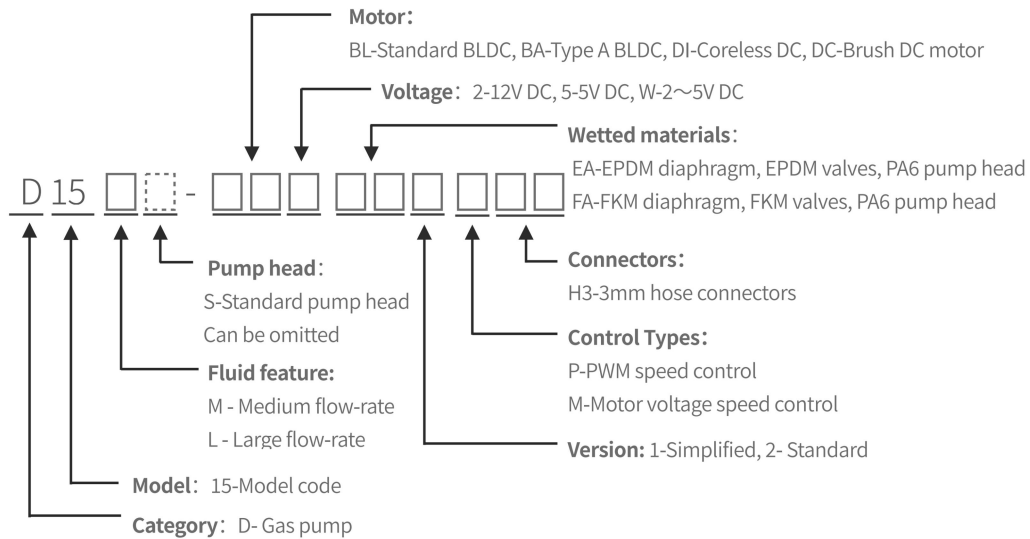 Motor：
BL-Standard BLDC, BA-Type A BLDC, DI-Coreless DC, DC-Brush DC motor
Voltage： 2-12V DC, 5-5V DC, W-2～5V DC
Wetted materials：
EA-EPDM diaphragm, EPDM valves, PA6 pump head
FA-FKM diaphragm, FKM valves, PA6 pump head
D 15 -
Pump head：
S-Standard pump head
Can be omitted
Connectors：
H3-3mm hose connectors
Control Types：
P-PWM speed control
M-Motor voltage speed control
Fluid feature:
M - Medium flow-rate
L - Large flow-rate
Version: 1-Simplified, 2- Standard
Model： 15-Model code
Category： D- Gas pump